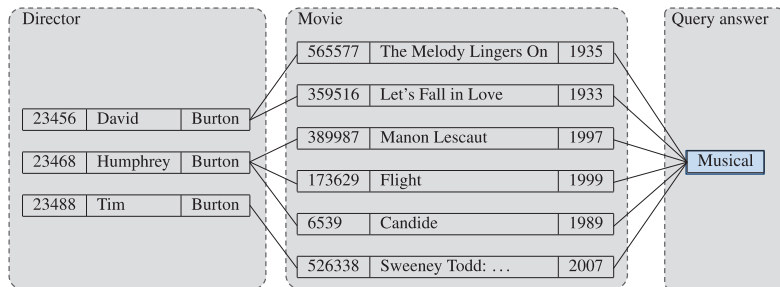 Director
Movie
Query answer
565577 The Melody Lingers On 1935
359516 Let's Fall in Love 1933
23456 David Burton
389987 Manon Lescaut 1997
23468 Humphrey Burton
Musical
173629 Flight 1999
23488 Tim Burton
6539 Candide 1989
526338 Sweeney Todd: ... 2007